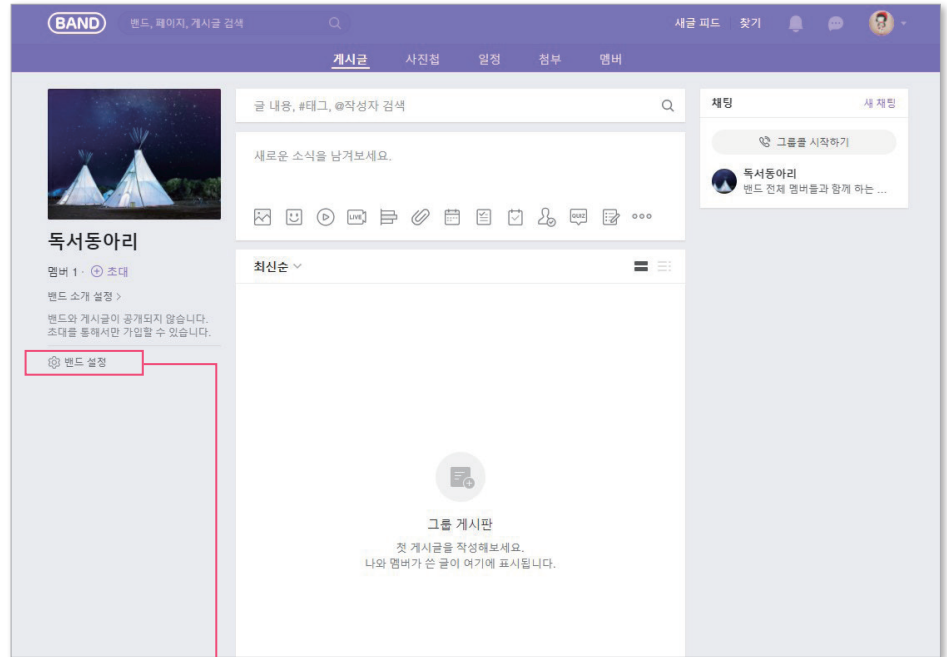 BAND 밴드, 페이지, 게시글 검색 새글 피드 찾기
게시글 사진첩 일정 첨부 멤버
독서동아리
멤버 1 · 초대
밴드 소개 설정 >
밴드와 게시글이 공개되지 않습니다.
초대를 통해서만 가입할 수 있습니다.
밴드 설정
글 내용, #태그, @작성자 검색
새로운 소식을 남겨보세요.
LIVE QUIZ
최신순
그룹 게시판
첫 게시글을 작성해보세요.
나와 멤버가 쓴 글이 여기에 표시됩니다.
채팅 새 채팅
그룹콜 시작하기
독서동아리
밴드 전체 멤버들과 함께 하는 ...